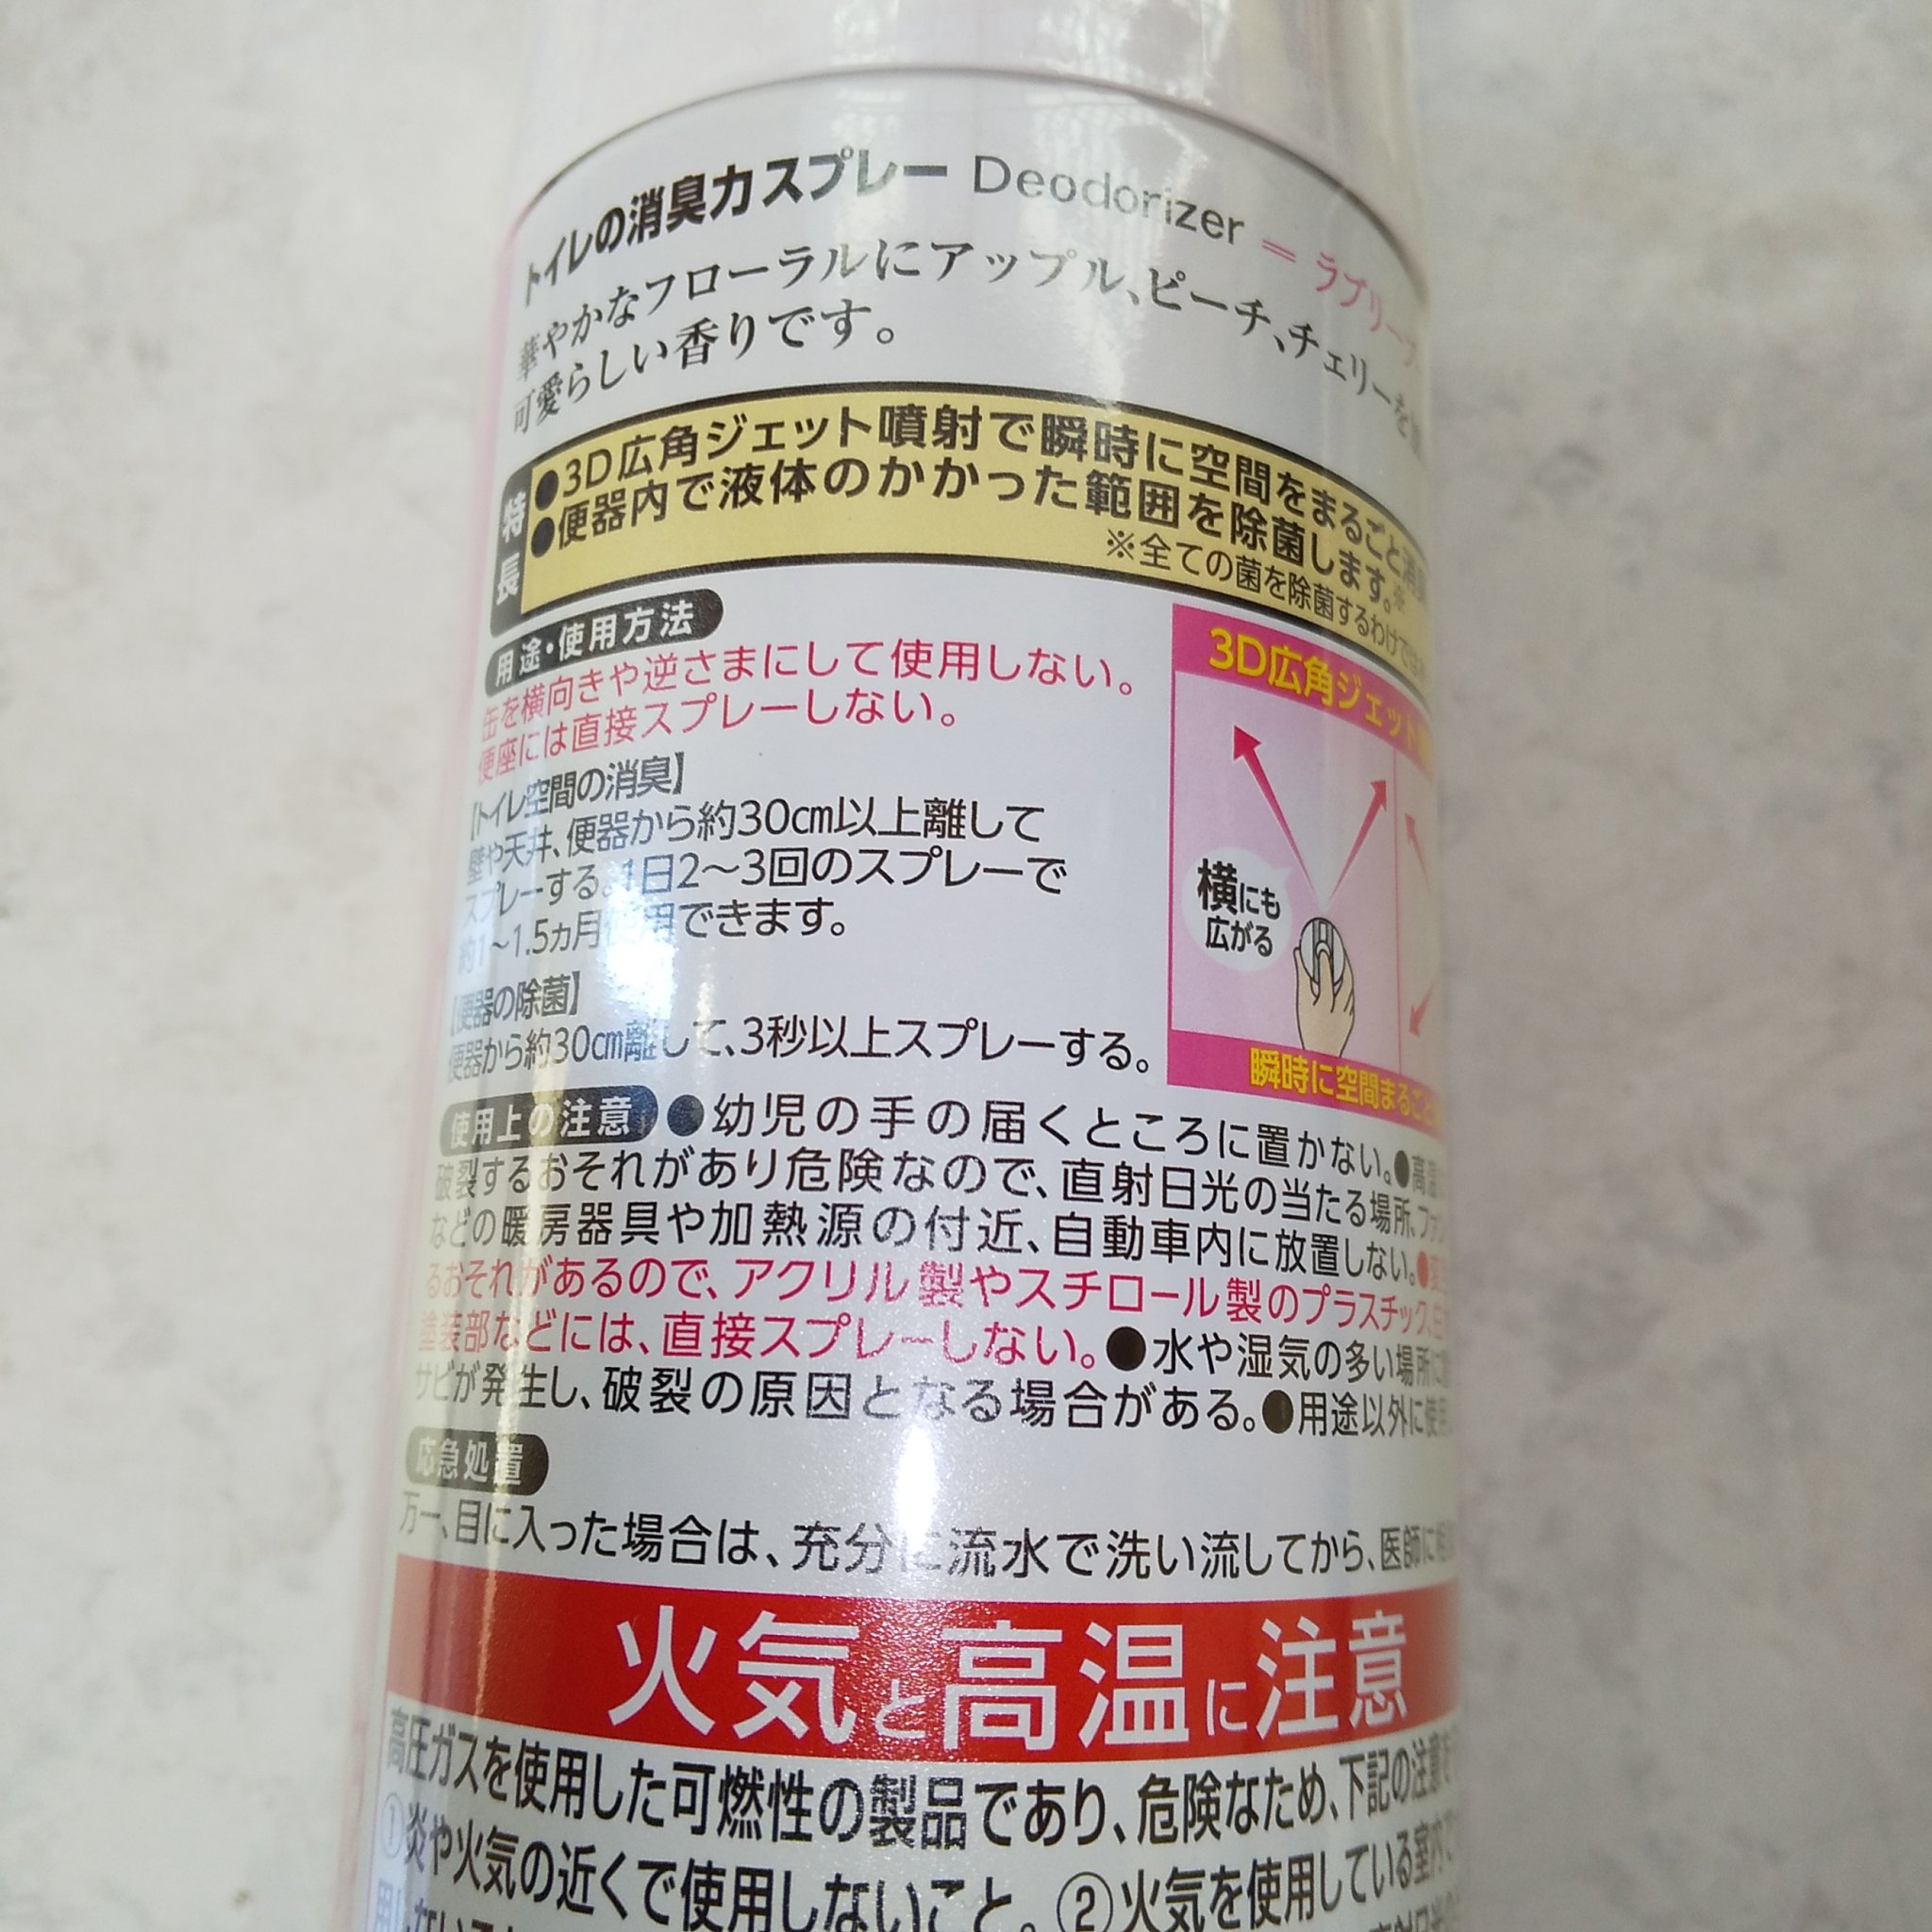 トイレの消臭力スプレー Deodorizer = ラブリー
華やかなフローラルにアップル、ピーチ、チェリーを
可愛らしい香りです。
特長
●3D広角ジェット噴射で瞬時に空間をまるごと消臭
●便器内で液体のかかった範囲を除菌します。※
※全ての菌を除菌するわけでは
用途・使用方法
缶を横向きや逆さまにして使用しない。
便座には直接スプレーしない。
【トイレ空間の消臭】
壁や天井、便器から約30cm以上離して
スプレーする。1日2～3回のスプレーで
約1～1.5ヵ月使用できます。
【便器の除菌】
便器から約30cm離して、3秒以上スプレーする。
3D広角ジェット
横にも
広がる
瞬時に空間まるごと
使用上の注意 ●幼児の手の届くところに置かない。●高温
破裂するおそれがあり危険なので、直射日光の当たる場所、ファン
などの暖房器具や加熱源の付近、自動車内に放置しない。●
るおそれがあるので、アクリル製やスチロール製のプラスチック、
塗装部などには、直接スプレーしない。●水や湿気の多い場所に
サビが発生し、破裂の原因となる場合がある。●用途以外に使
応急処置
万一、目に入った場合は、充分に流水で洗い流してから、医師に
火気と高温に注意
高圧ガスを使用した可燃性の製品であり、危険なため、下記の注意を
①炎や火気の近くで使用しないこと。②火気を使用している室内で
用しない